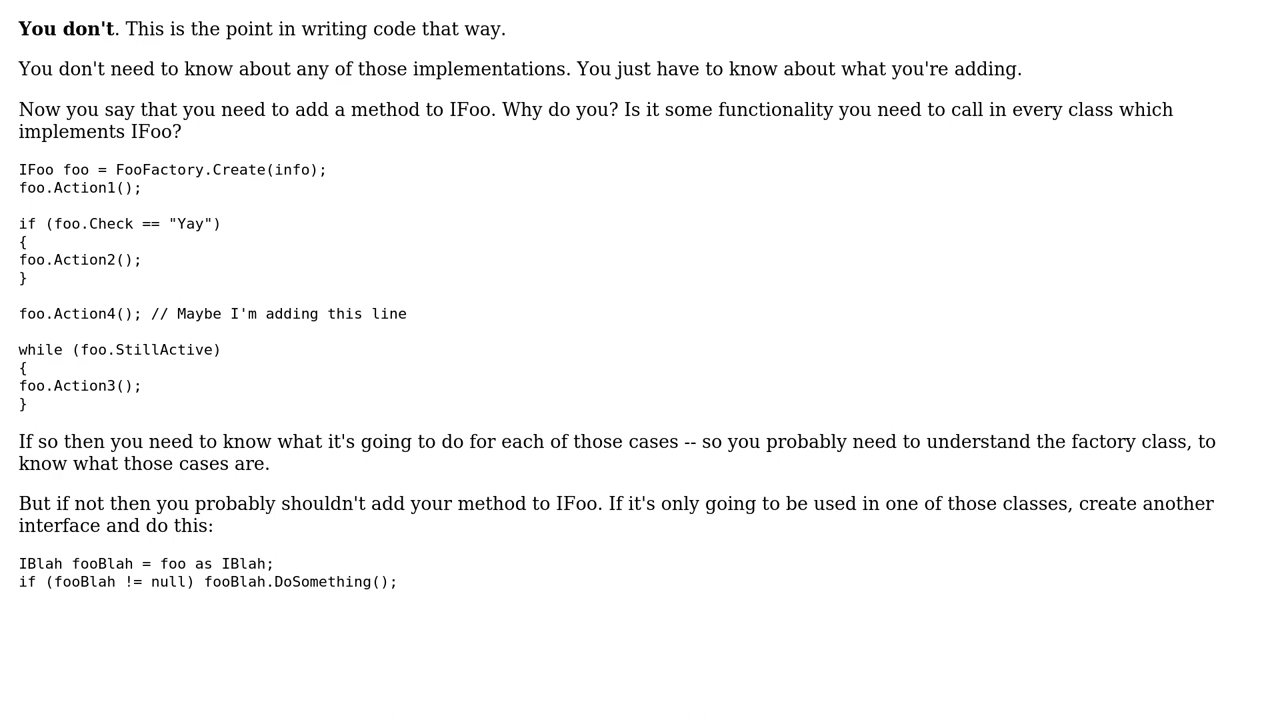 You don't. This is the point in writing code that way.
You don't need to know about any of those implementations. You just have to know about what you're adding.
Now you say that you need to add a method to IFoo. Why do you? Is it some functionality you need to call in every class which
implements IFoo?
IFoo foo = FooFactory.Create(info);
foo.Action1();
if (foo.Check == "Yay")
{
foo.Action2();
}
foo.Action4(); // Maybe I'm adding this line
while (foo.StillActive)
{
foo.Action3();
}
If so then you need to know what it's going to do for each of those cases -- so you probably need to understand the factory class, to
know what those cases are.
But if not then you probably shouldn't add your method to IFoo. If it's only going to be used in one of those classes, create another
interface and do this:
IBlah fooBlah = foo as IBlah;
if (fooBlah != null) fooBlah.DoSomething();